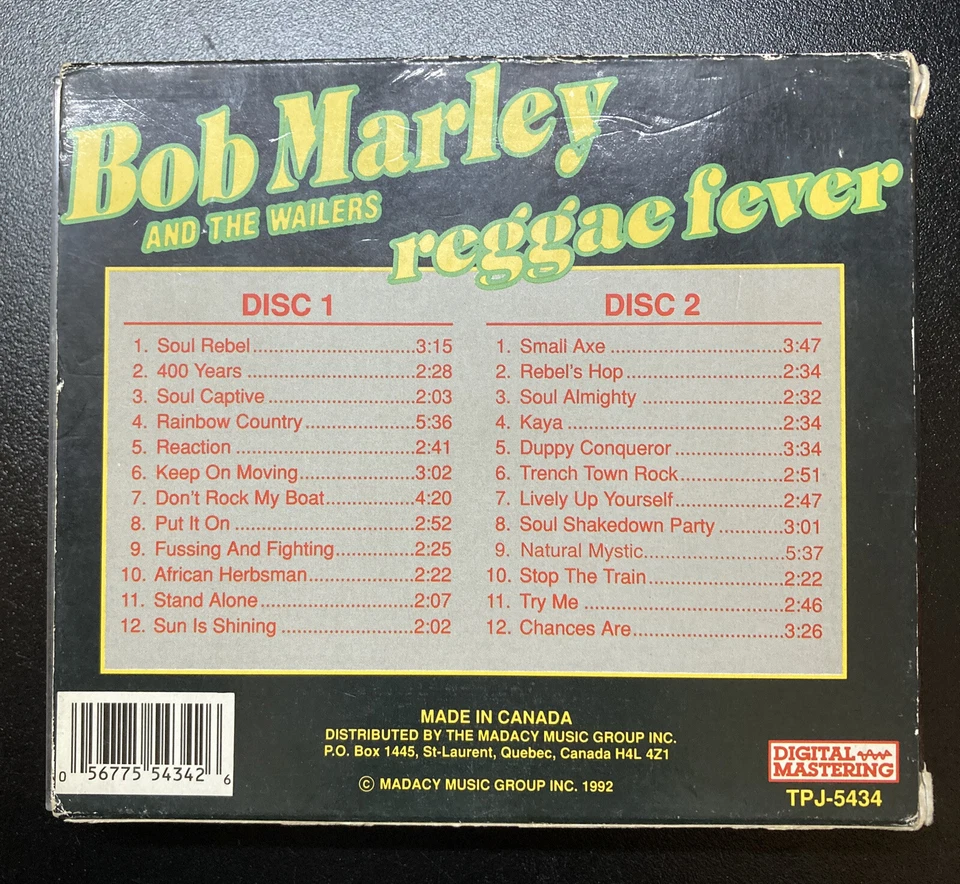 Bob Marley
AND THE WAILERS
reggae fever
DISC 1
1. Soul Rebel..........................3:15
2. 400 Years ..........................2:28
3. Soul Captive ..........................2:03
4. Rainbow Country..........................5:36
5. Reaction ..........................2:41
6. Keep On Moving..........................3:02
7. Don't Rock My Boat..........................4:20
8. Put It On ..........................2:52
9. Fussing And Fighting..........................2:25
10. African Herbsman..........................2:22
11. Stand Alone..........................2:07
12. Sun Is Shining ..........................2:02
DISC 2
1. Small Axe ..........................3:47
2. Rebel's Hop..........................2:34
3. Soul Almighty ..........................2:32
4. Kaya ..........................2:34
5. Duppy Conqueror ..........................3:34
6. Trench Town Rock..........................2:51
7. Lively Up Yourself..........................2:47
8. Soul Shakedown Party ..........................3:01
9. Natural Mystic..........................5:37
10. Stop The Train..........................2:22
11. Try Me ..........................2:46
12. Chances Are..........................3:26
MADE IN CANADA
DISTRIBUTED BY THE MADACY MUSIC GROUP INC.
P.O. Box 1445, St-Laurent, Quebec, Canada H4L 4Z1
© MADACY MUSIC GROUP INC. 1992
0 56775 54342 6
DIGITAL
MASTERING
TPJ-5434